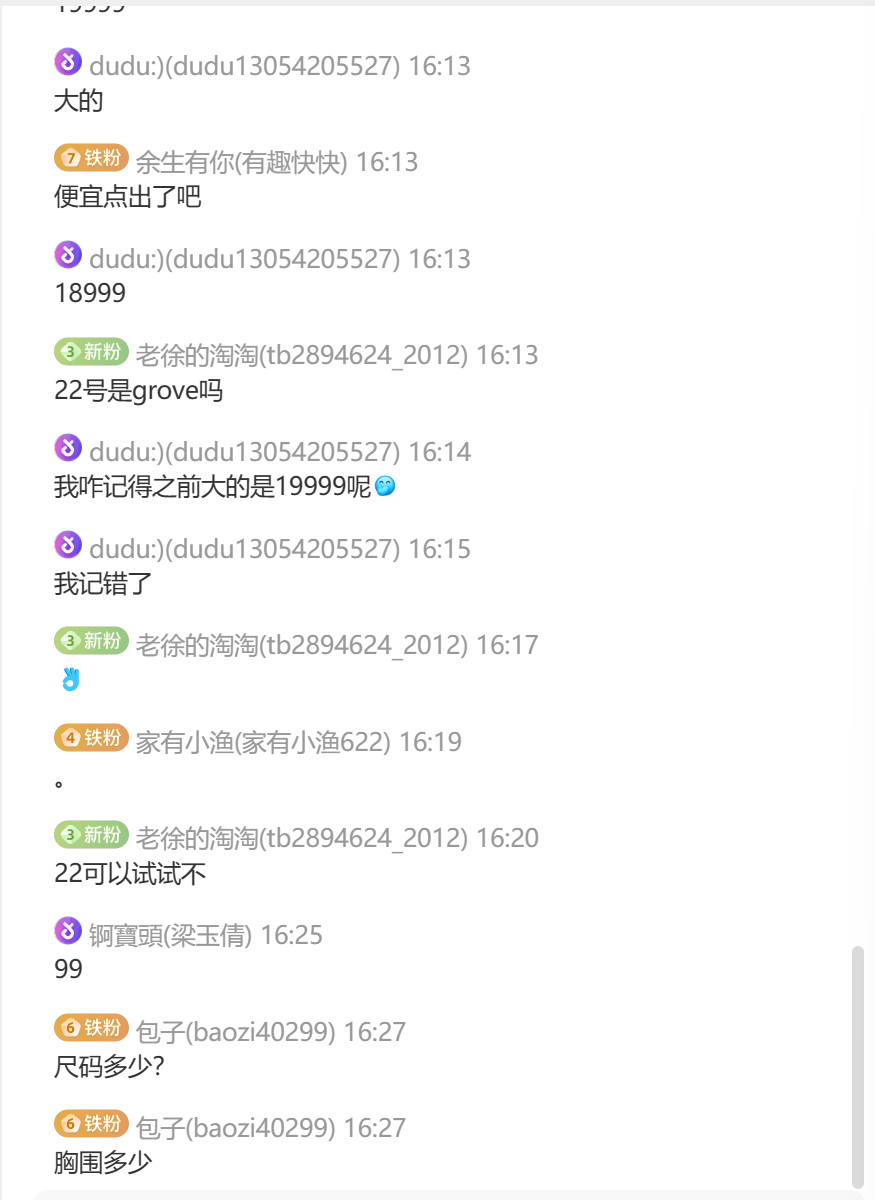 19999
dudu:)(dudu13054205527) 16:13
大的
7 铁粉 余生有你(有趣快快) 16:13
便宜点出了吧
dudu:)(dudu13054205527) 16:13
18999
3 新粉 老徐的淘淘(tb2894624_2012) 16:13
22号是grove吗
dudu:)(dudu13054205527) 16:14
我咋记得之前大的是19999呢
dudu:)(dudu13054205527) 16:15
我记错了
3 新粉 老徐的淘淘(tb2894624_2012) 16:17
4 铁粉 家有小渔(家有小渔622) 16:19
。
3 新粉 老徐的淘淘(tb2894624_2012) 16:20
22可以试试不
锕寶頭(梁玉倩) 16:25
99
6 铁粉 包子(baozi40299) 16:27
尺码多少？
6 铁粉 包子(baozi40299) 16:27
胸围多少